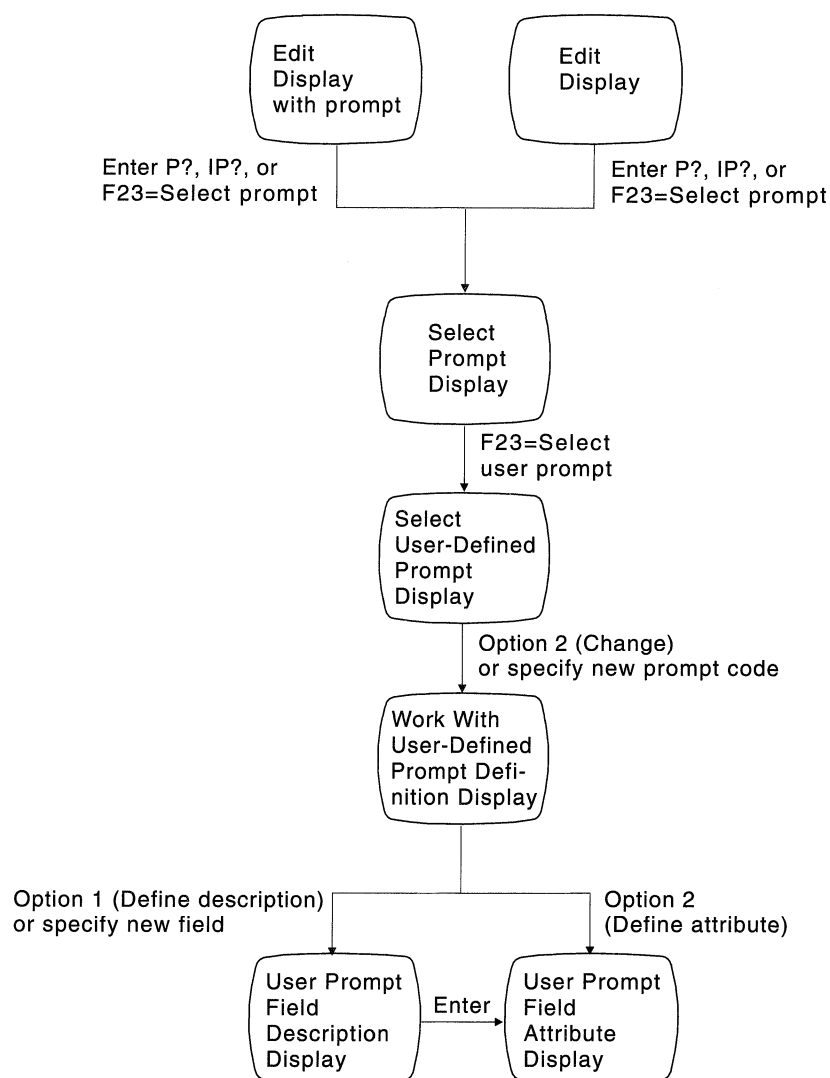 Edit
Display
with prompt
Edit
Display
Enter P?, IP?, or
F23=Select prompt
Enter P?, IP?, or
F23=Select prompt
Select
Prompt
Display
F23=Select
user prompt
Select
User-Defined
Prompt
Display
Option 2 (Change)
or specify new prompt code
Work With
User-Defined
Prompt Defi-
nition Display
Option 1 (Define description)
or specify new field
Option 2
(Define attribute)
User Prompt
Field
Description
Display
Enter
User Prompt
Field
Attribute
Display